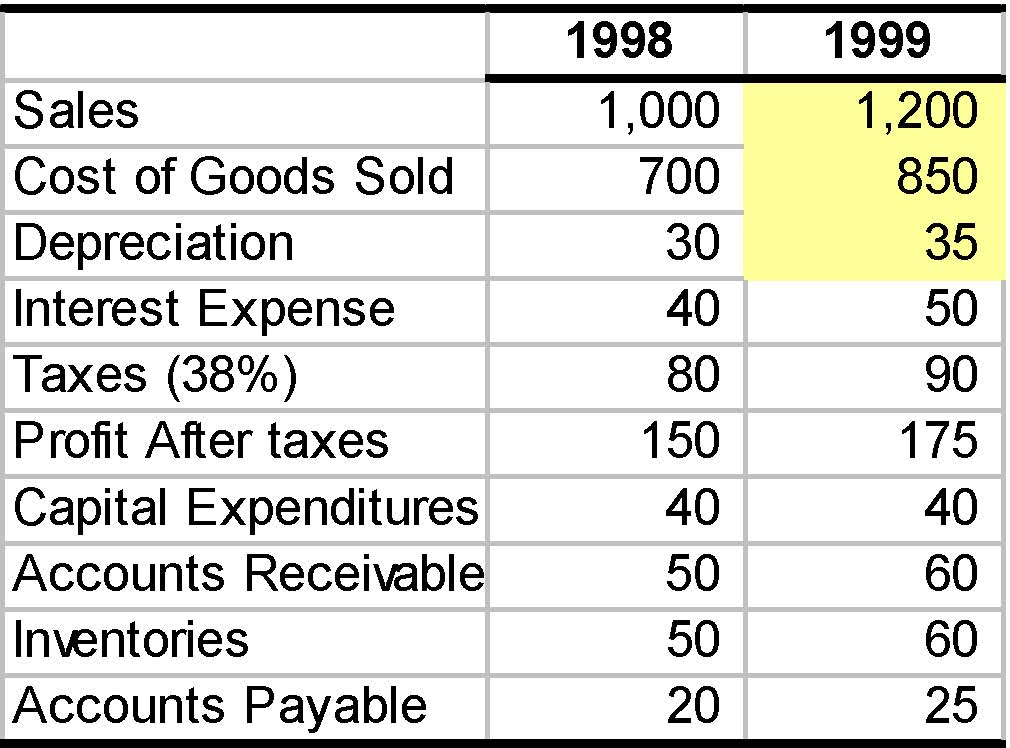 1998 1999
Sales 1,000 1,200
Cost of Goods Sold 700 850
Depreciation 30 35
Interest Expense 40 50
Taxes (38%) 80 90
Profit After taxes 150 175
Capital Expenditures 40 40
Accounts Receivable 50 60
Inventories 50 60
Accounts Payable 20 25